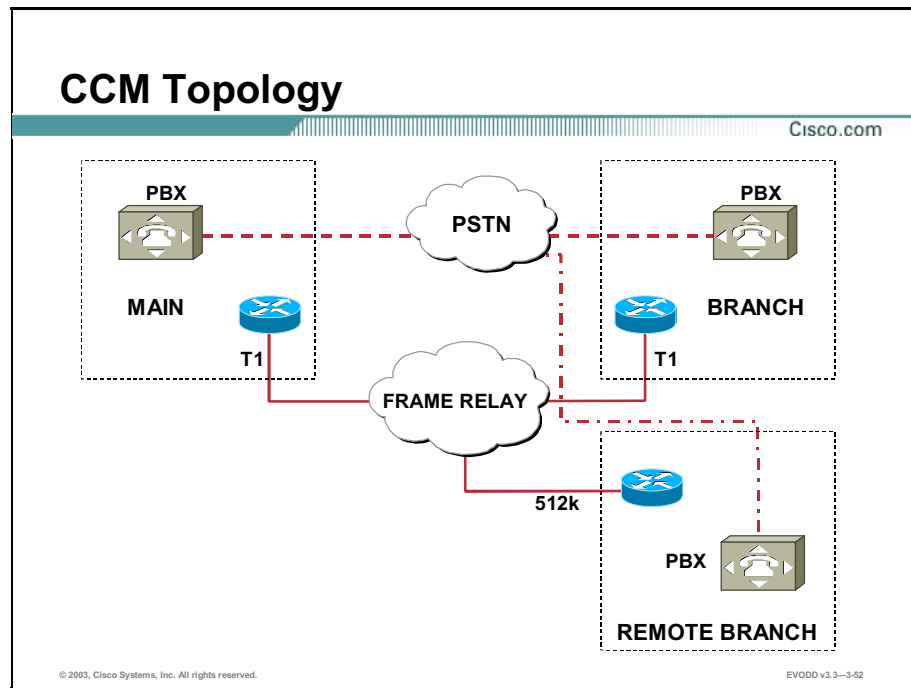 CCM Topology
Cisco.com
PBX
PSTN
PBX
MAIN
BRANCH
T1
T1
FRAME RELAY
512k
PBX
REMOTE BRANCH
© 2003, Cisco Systems, Inc. All rights reserved.
EVODD v3.3—3-52